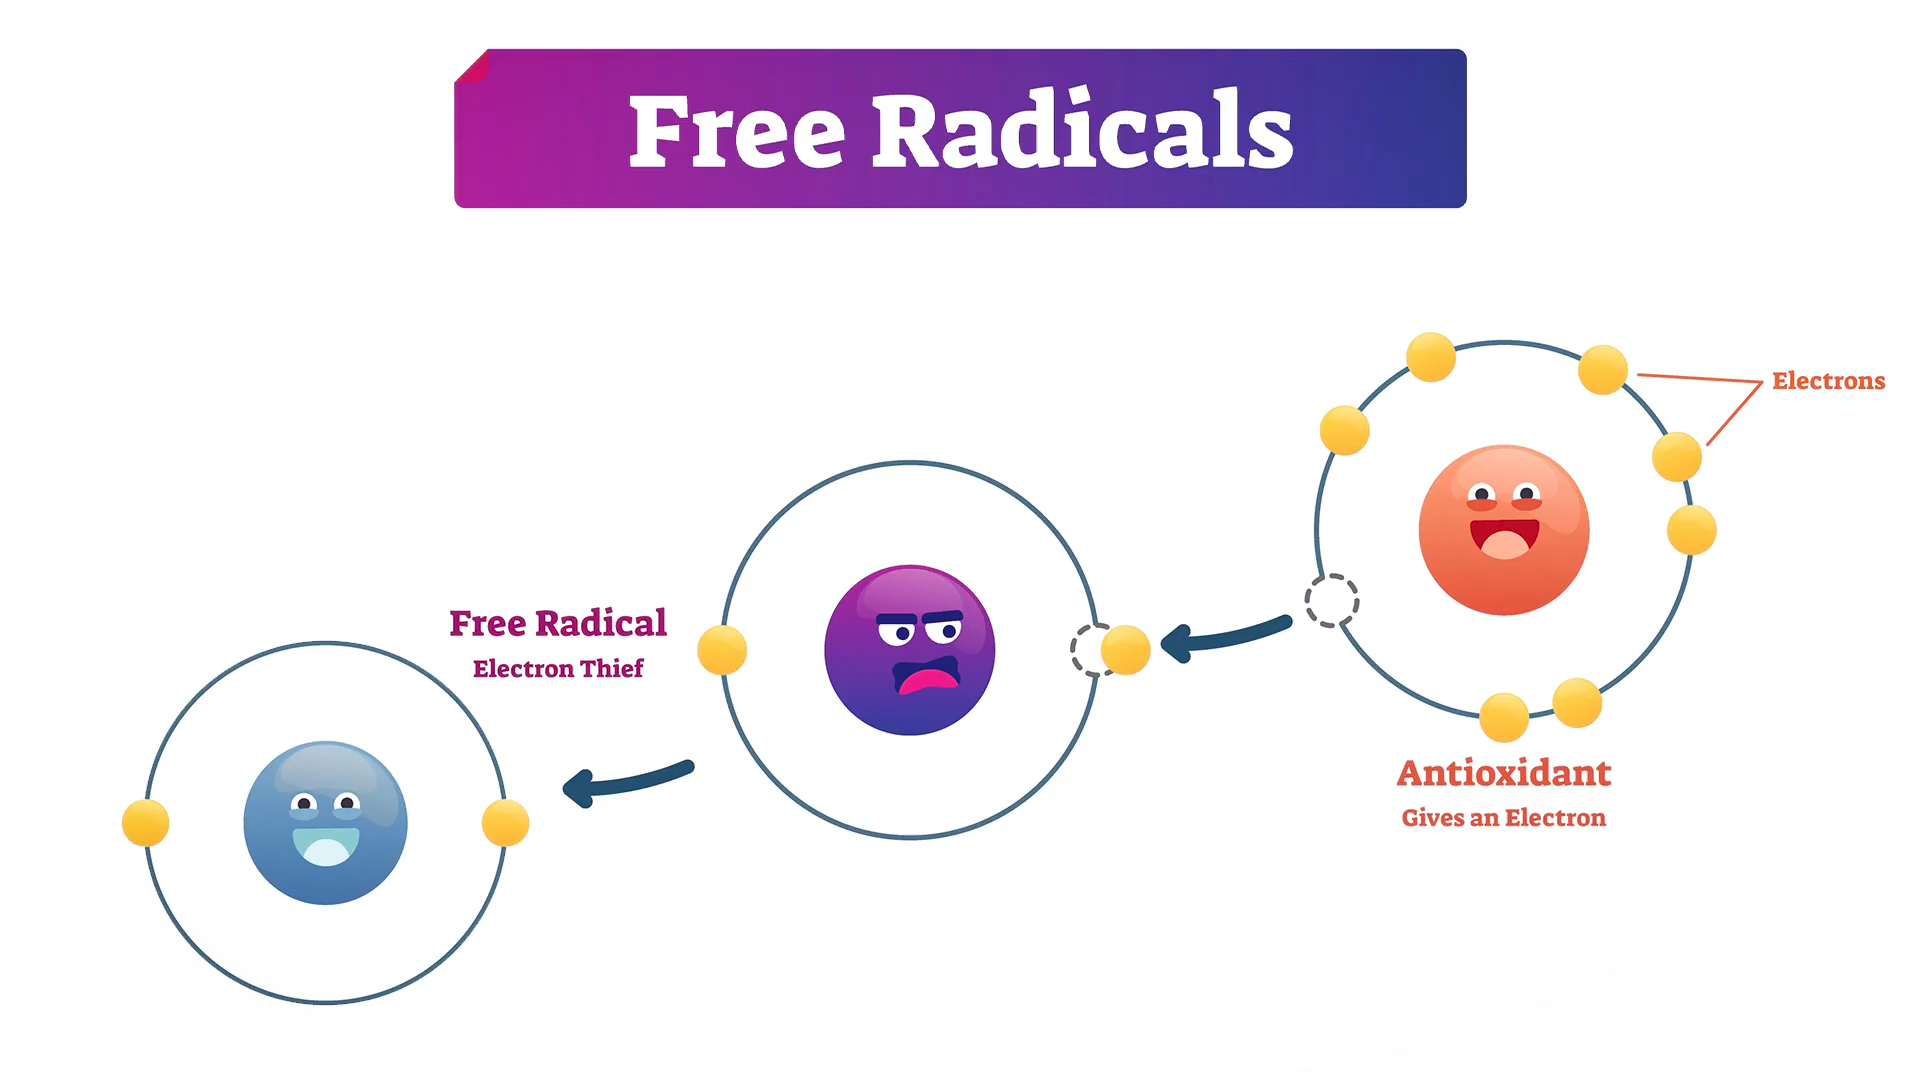 Free Radicals
Electrons
Free Radical
Electron Thief
Antioxidant
Gives an Electron